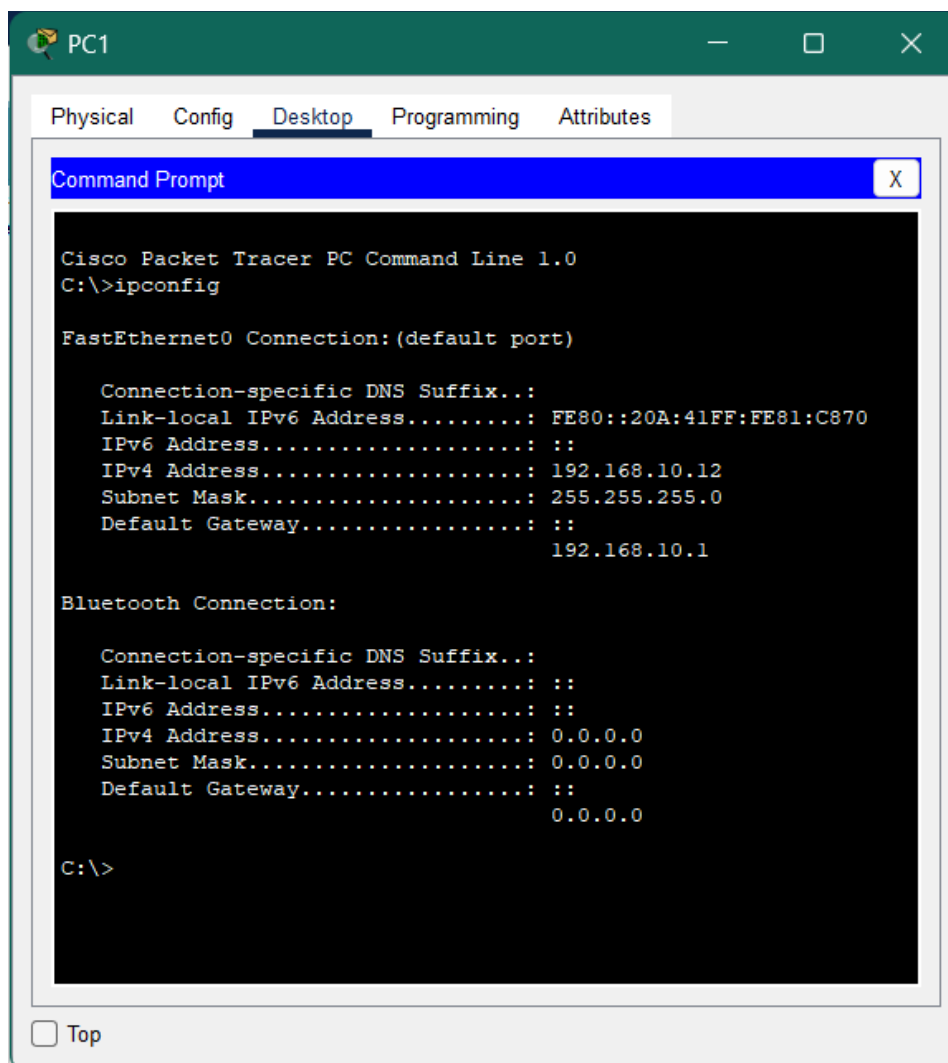 PC1
Physical Config Desktop Programming Attributes
Command Prompt X
Cisco Packet Tracer PC Command Line 1.0
C:\>ipconfig
FastEthernet0 Connection:(default port)
Connection-specific DNS Suffix..:
Link-local IPv6 Address.........: FE80::20A:41FF:FE81:C870
IPv6 Address....................: ::
IPv4 Address....................: 192.168.10.12
Subnet Mask.....................: 255.255.255.0
Default Gateway.................: ::
192.168.10.1
Bluetooth Connection:
Connection-specific DNS Suffix..:
Link-local IPv6 Address.........: ::
IPv6 Address....................: ::
IPv4 Address....................: 0.0.0.0
Subnet Mask.....................: 0.0.0.0
Default Gateway.................: ::
0.0.0.0
C:\>
Top